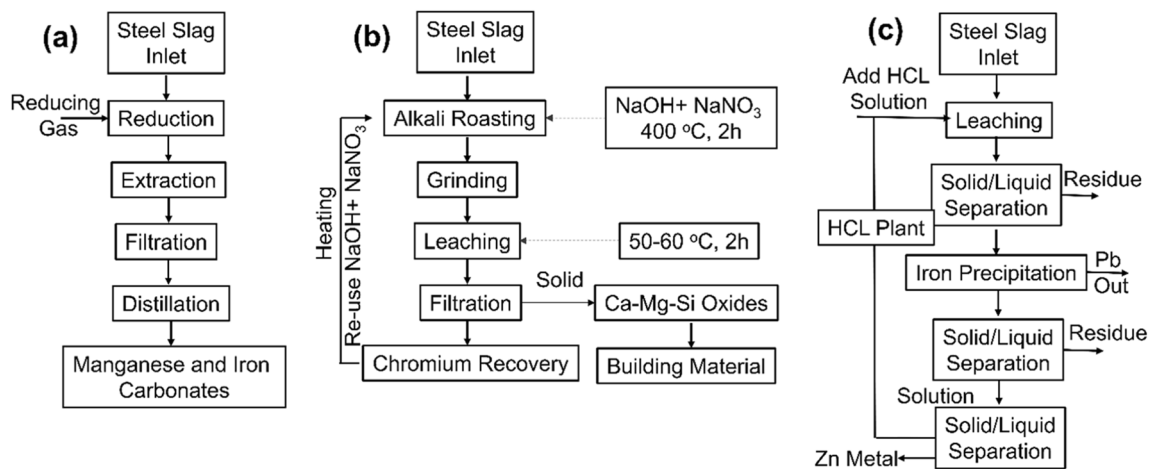 (a)
Steel Slag
Inlet
Reducing
Gas
Reduction
Extraction
Filtration
Distillation
Manganese and Iron
Carbonates
(b)
Steel Slag
Inlet
Alkali Roasting
NaOH+ NaNO3
400 °C, 2h
Grinding
Leaching
50-60 °C, 2h
Filtration
Solid
Ca-Mg-Si Oxides
Chromium Recovery
Building Material
Heating
Re-use NaOH+ NaNO3
(c)
Steel Slag
Inlet
Add HCL
Solution
Leaching
Solid/Liquid
Separation
Residue
HCL Plant
Iron Precipitation
Pb
Out
Solid/Liquid
Separation
Residue
Solution
Solid/Liquid
Separation
Zn Metal